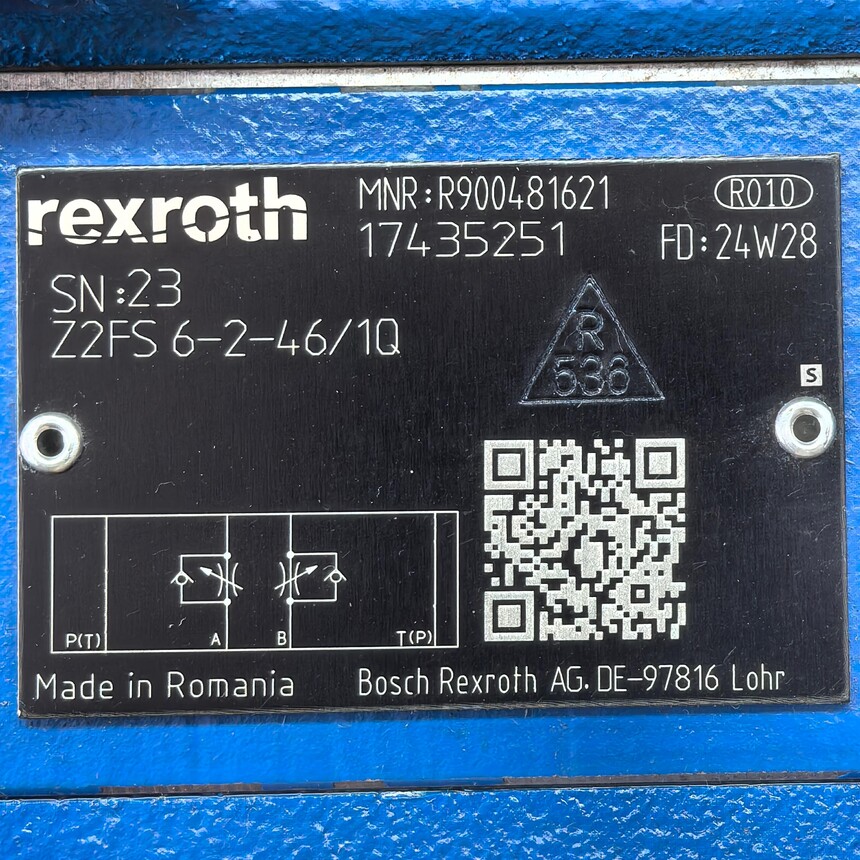 rexroth
MNR:R900481621
R010
17435251
FD:24W28
SN:23
Z2FS 6-2-46/1Q
R
536
S
P(T)
A
B
T(P)
Made in Romania
Bosch Rexroth AG. DE-97816 Lohr